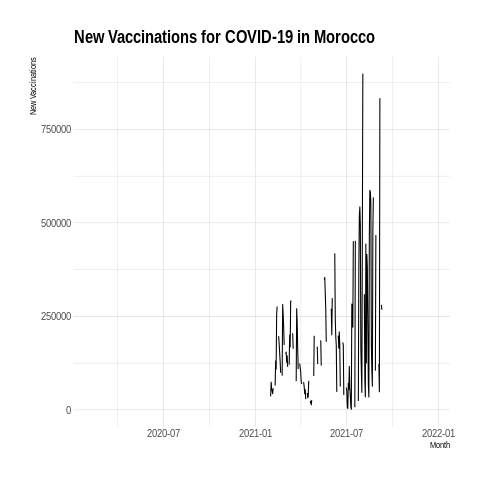 New Vaccinations for COVID-19 in Morocco
New Vaccinations
750000
500000
250000
0
2020-07
2021-01
2021-07
2022-01
Month